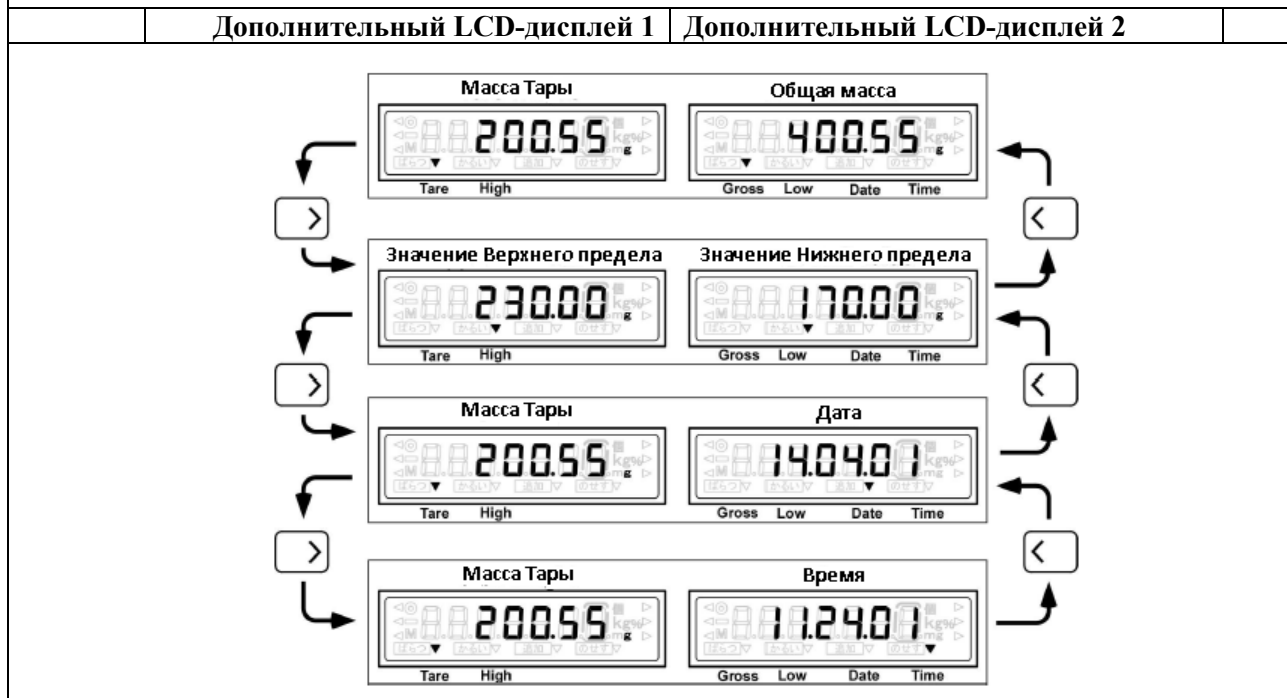 Дополнительный LCD-дисплей 1 Дополнительный LCD-дисплей 2
Масса Тары Общая масса
200.55 g 400.55 g
Tare High Gross Low Date Time
Значение Верхнего предела Значение Нижнего предела
230.00 g 170.00 g
Tare High Gross Low Date Time
Масса Тары Дата
200.55 g 14.04.01
Tare High Gross Low Date Time
Масса Тары Время
200.55 g 11.24.01
Tare High Gross Low Date Time